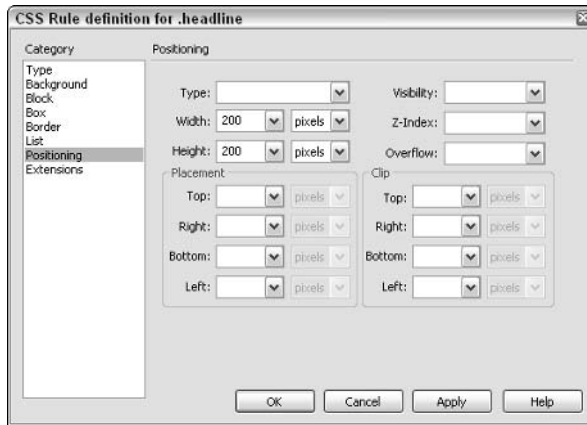 CSS Rule definition for .headline
Category
Type
Background
Block
Box
Border
List
Positioning
Extensions
Positioning
Type:
Visibility:
Width: 200 pixels
Z-Index:
Height: 200 pixels
Overflow:
Placement
Top: pixels
Right: pixels
Bottom: pixels
Left: pixels
Clip
Top: pixels
Right: pixels
Bottom: pixels
Left: pixels
OK
Cancel
Apply
Help